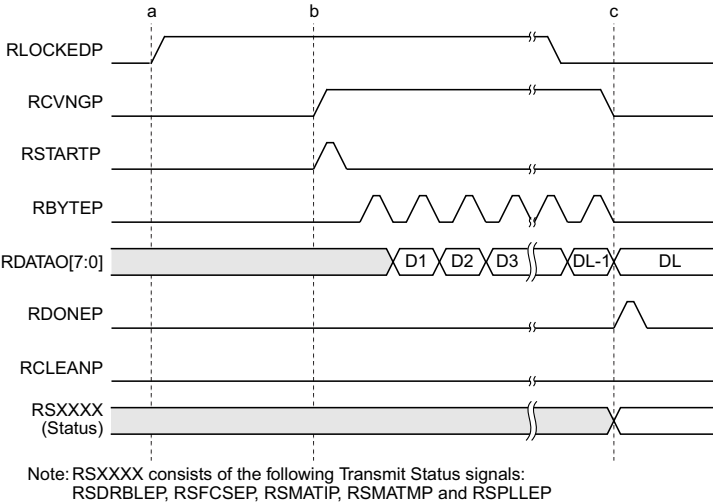 a b c
RLOCKEDP
RCVNGP
RSTARTP
RBYTEP
RDATAO[7:0] D1 D2 D3 DL-1 DL
RDONEP
RCLEANP
RSXXXX
(Status)
Note: RSXXXX consists of the following Transmit Status signals:
RSDRBLEP, RSFCSEP, RSMATIP, RSMATMP and RSPLLEP